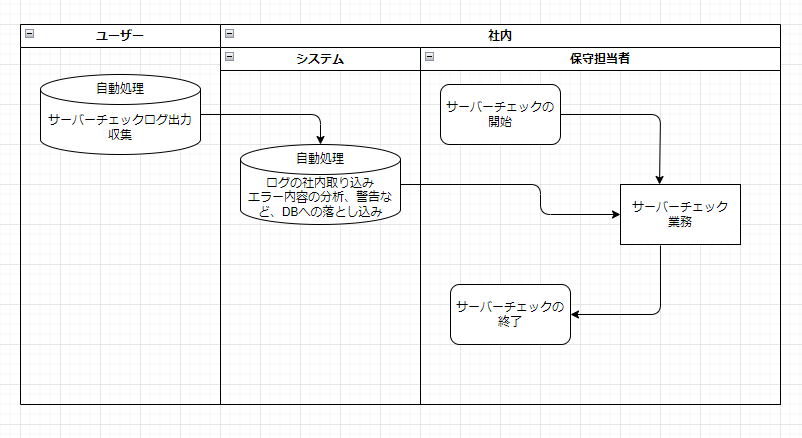 ユーザー
社内
システム
保守担当者
自動処理
サーバーチェックログ出力
収集
自動処理
ログの社内取り込み
エラー内容の分析、警告な
ど、DBへの落とし込み
サーバーチェックの
開始
サーバーチェック
業務
サーバーチェックの
終了